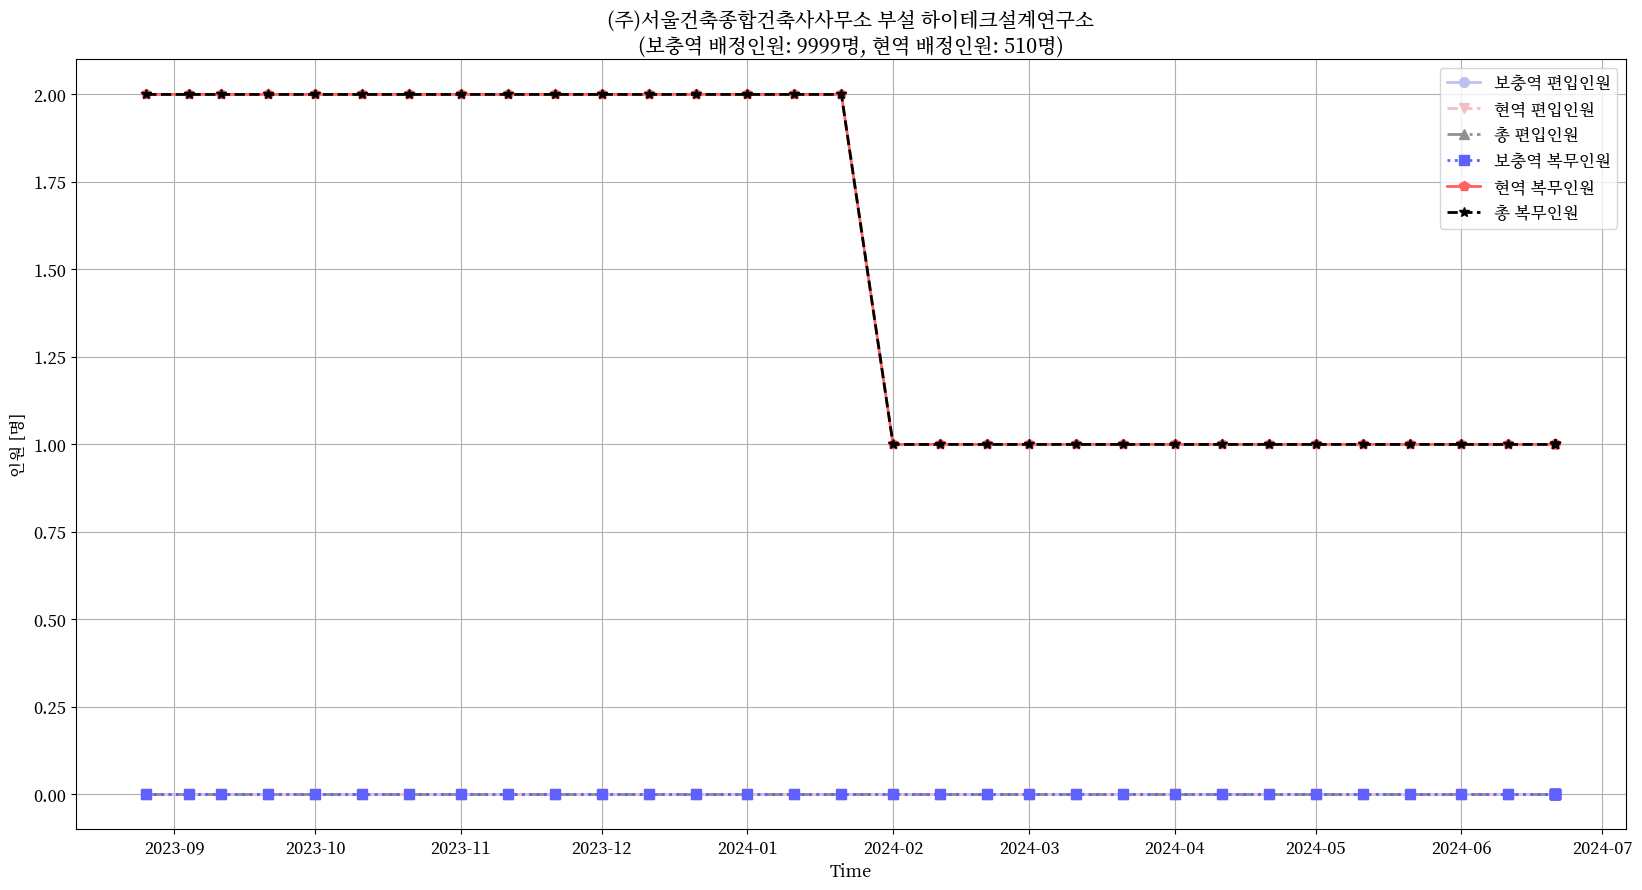 (주)서울건축종합건축사사무소 부설 하이테크설계연구소
(보충역 배정인원: 9999명, 현역 배정인원: 510명)
보충역 편입인원
현역 편입인원
총 편입인원
보충역 복무인원
현역 복무인원
총 복무인원
인원 [명]
2.00
1.75
1.50
1.25
1.00
0.75
0.50
0.25
0.00
2023-09 2023-10 2023-11 2023-12 2024-01 2024-02 2024-03 2024-04 2024-05 2024-06 2024-07
Time